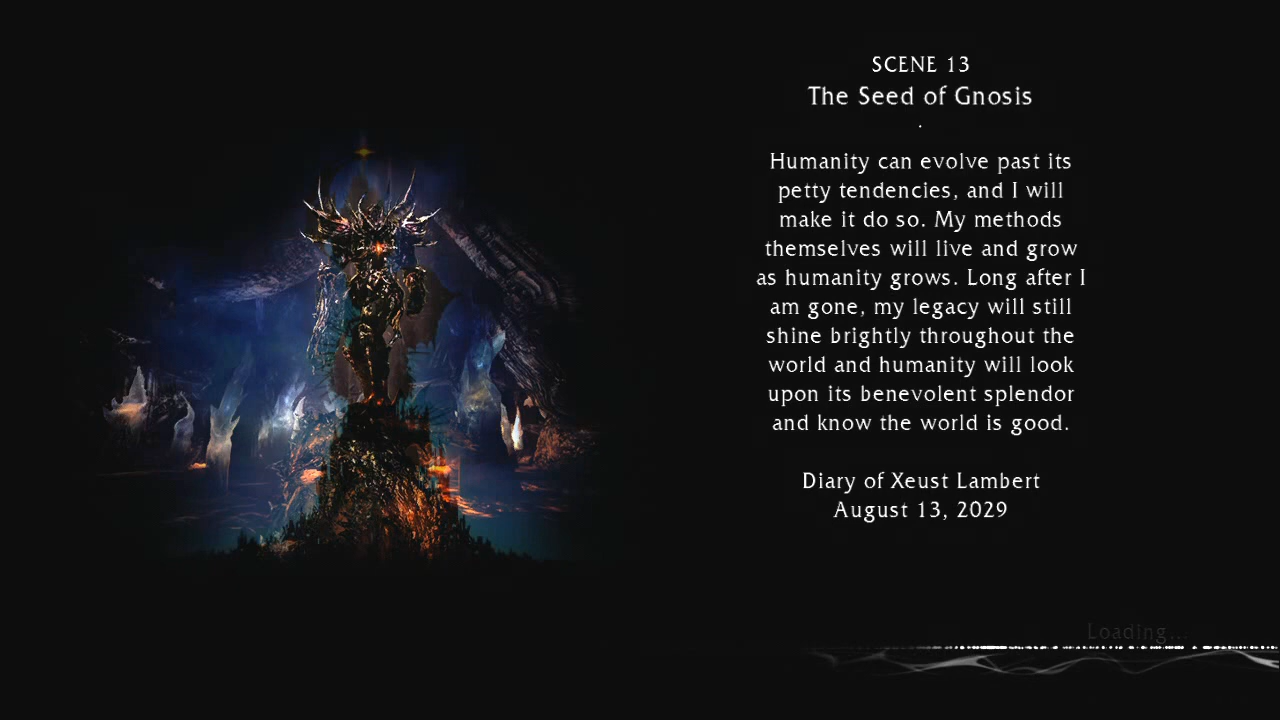 SCENE 13
The Seed of Gnosis
Humanity can evolve past its
petty tendencies, and I will
make it do so. My methods
themselves will live and grow
as humanity grows. Long after I
am gone, my legacy will still
shine brightly throughout the
world and humanity will look
upon its benevolent splendor
and know the world is good.
Diary of Xeust Lambert
August 13, 2029
Loading...